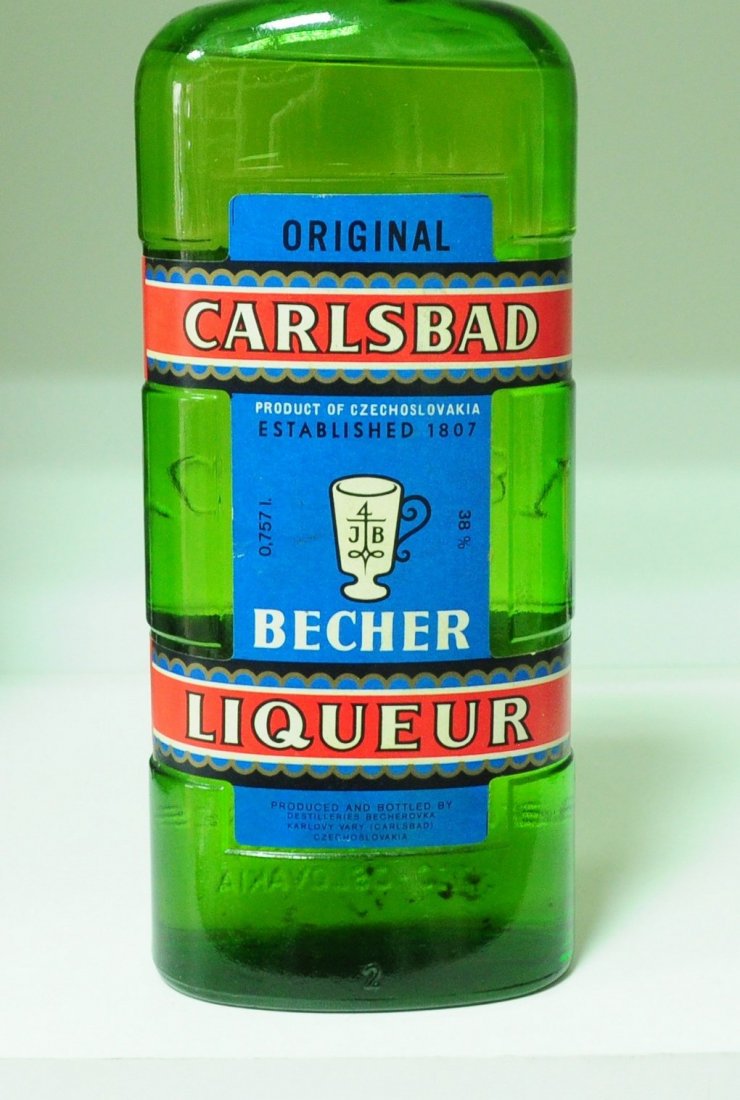 ORIGINAL
CARLSBAD
PRODUCT OF CZECHOSLOVAKIA
ESTABLISHED 1807
0,757 l.
4
JB
38 %
BECHER
LIQUEUR
PRODUCED AND BOTTLED BY
DESTILLERIES BECHEROVKA
KARLOVY VARY (CARLSBAD)
CZECHOSLOVAKIA
2